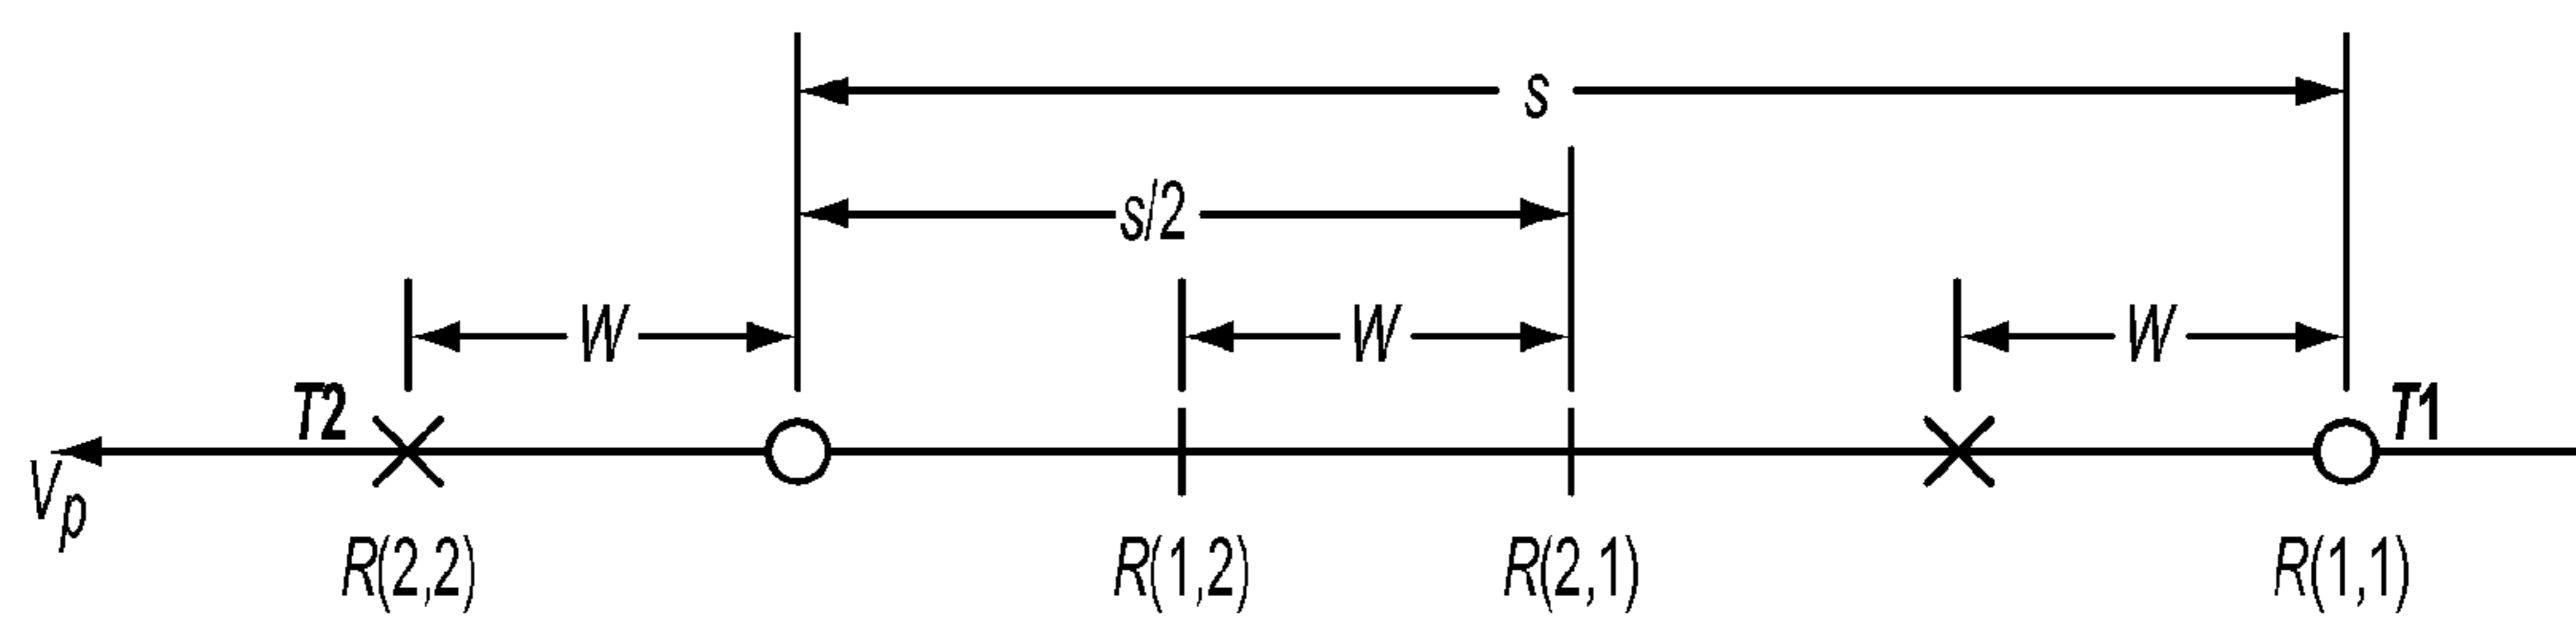 s
s/2
W W W
T2 T1
Vp
R(2,2) R(1,2) R(2,1) R(1,1)